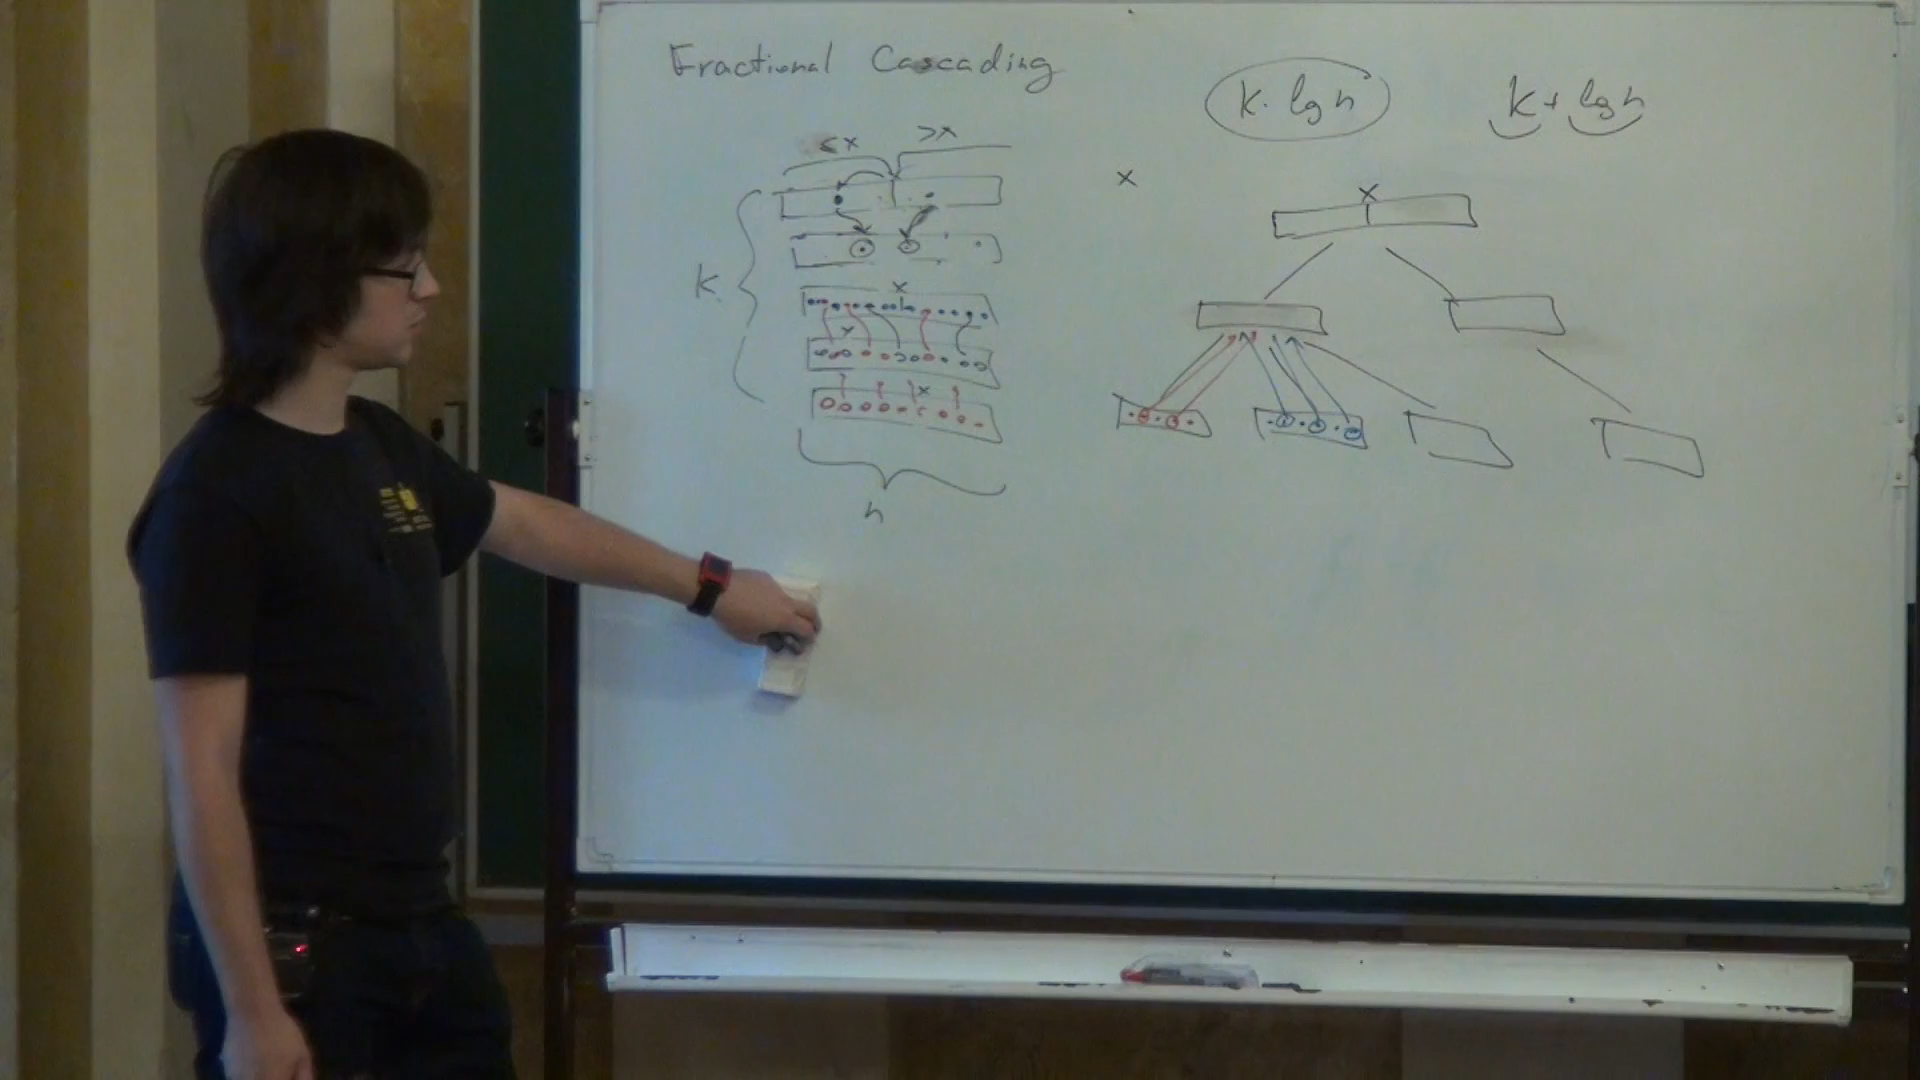 Fractional Cascading
k · lg n
k + lg n
≤x >x
x
x
k
x
x
x
n